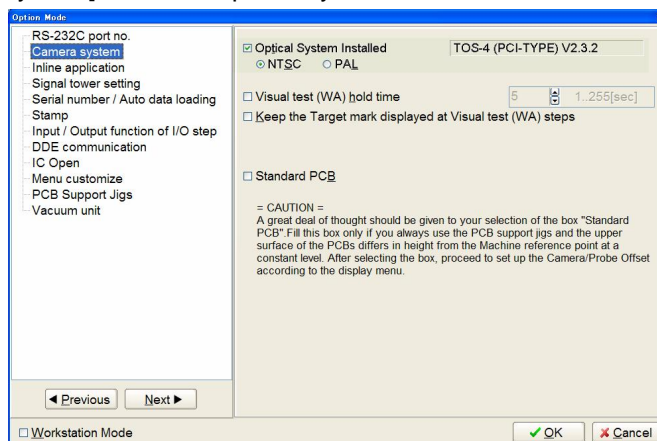 Option Mode
RS-232C port no.
Camera system
Inline application
Signal tower setting
Serial number / Auto data loading
Stamp
Input / Output function of I/O step
DDE communication
IC Open
Menu customize
PCB Support Jigs
Vacuum unit
Previous
Next
Optical System Installed
TOS-4 (PCI-TYPE) V2.3.2
NTSC
PAL
Visual test (WA) hold time
5
1..255[sec]
Keep the Target mark displayed at Visual test (WA) steps
Standard PCB
= CAUTION =
A great deal of thought should be given to your selection of the box "Standard
PCB".Fill this box only if you always use the PCB support jigs and the upper
surface of the PCBs differs in height from the Machine reference point at a
constant level. After selecting the box, proceed to set up the Camera/Probe Offset
according to the display menu.
Workstation Mode
OK
Cancel